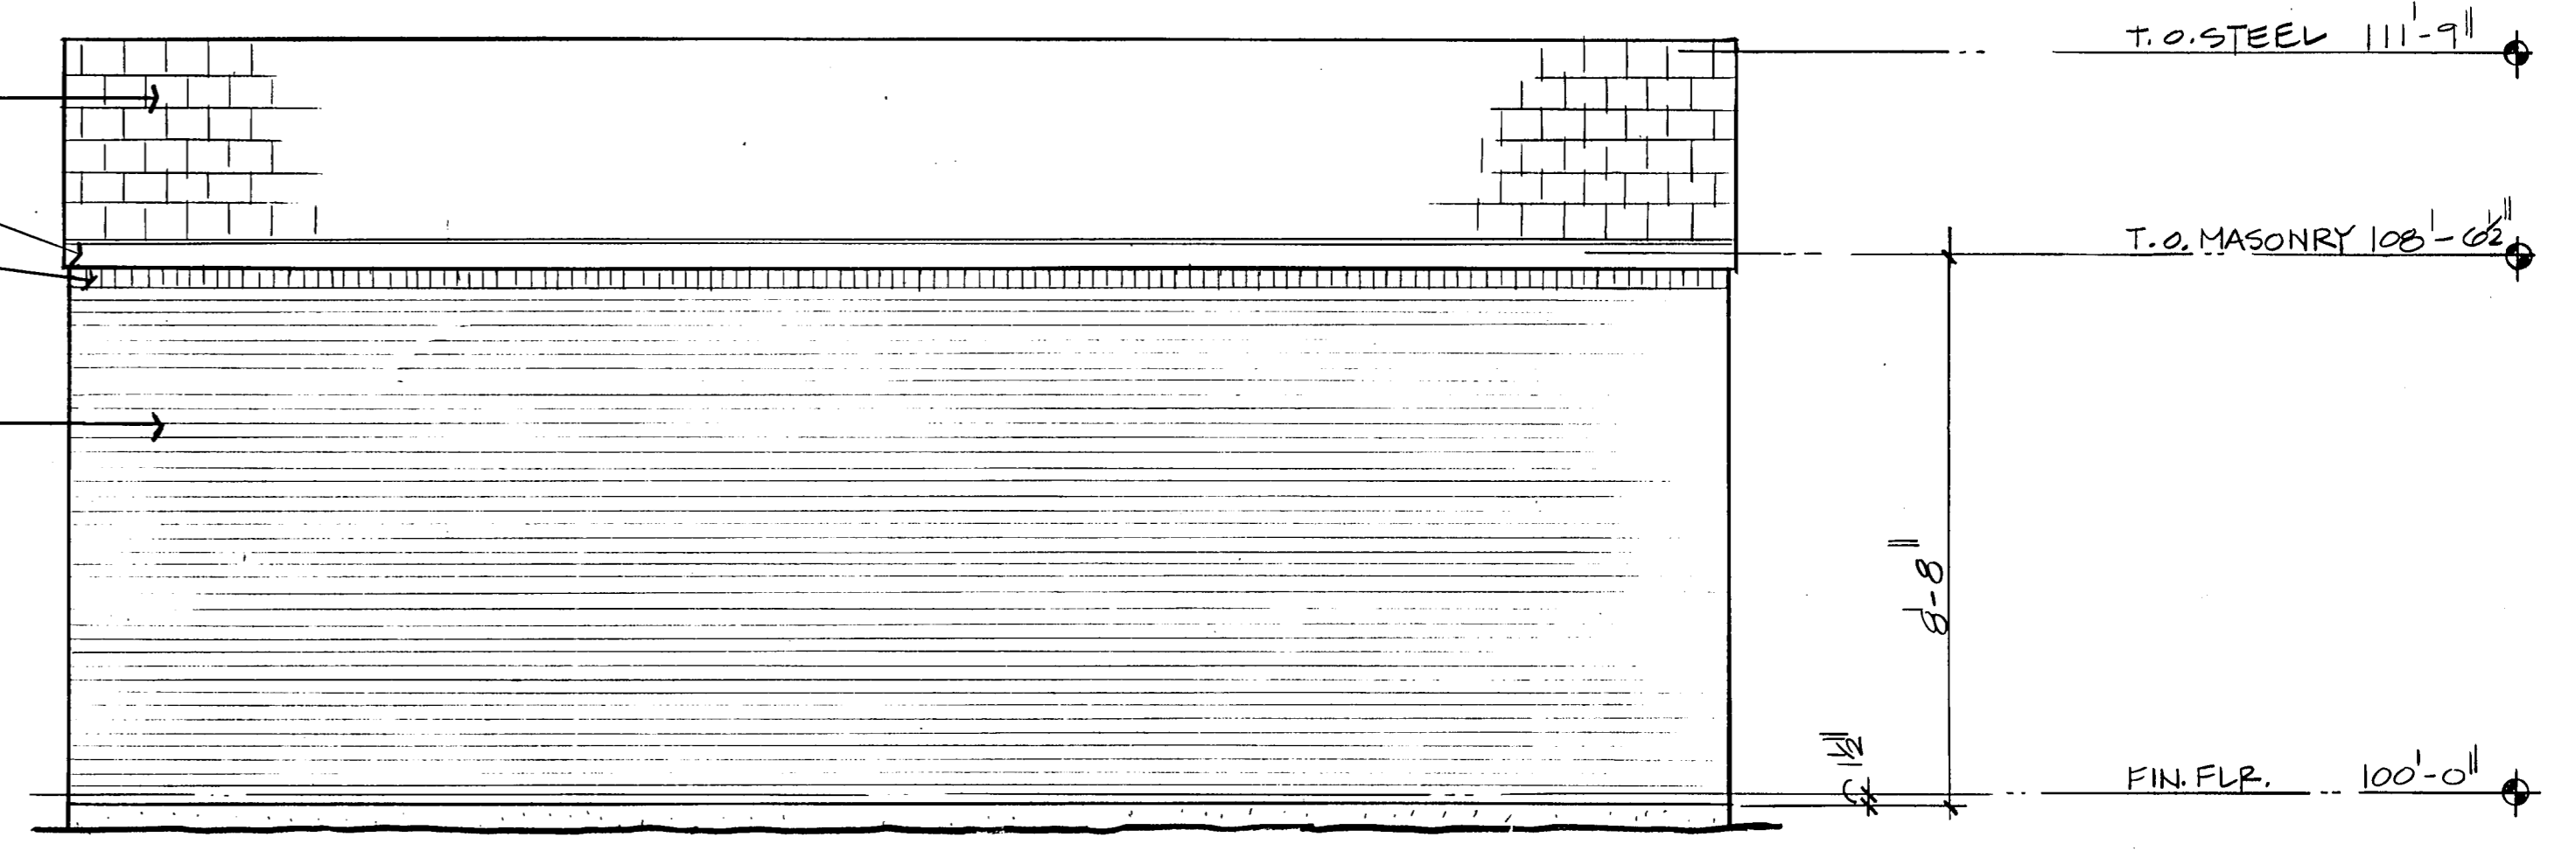 T.O. STEEL 111'-9"
T.O. MASONRY 108'-6½"
8'-8"
1½"
FIN. FLR. 100'-0"